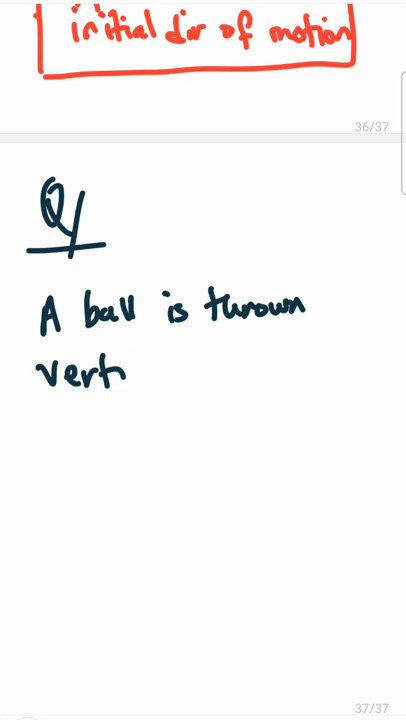 initial dir of motion
36/37
Q/
A ball is thrown
vert
37/37